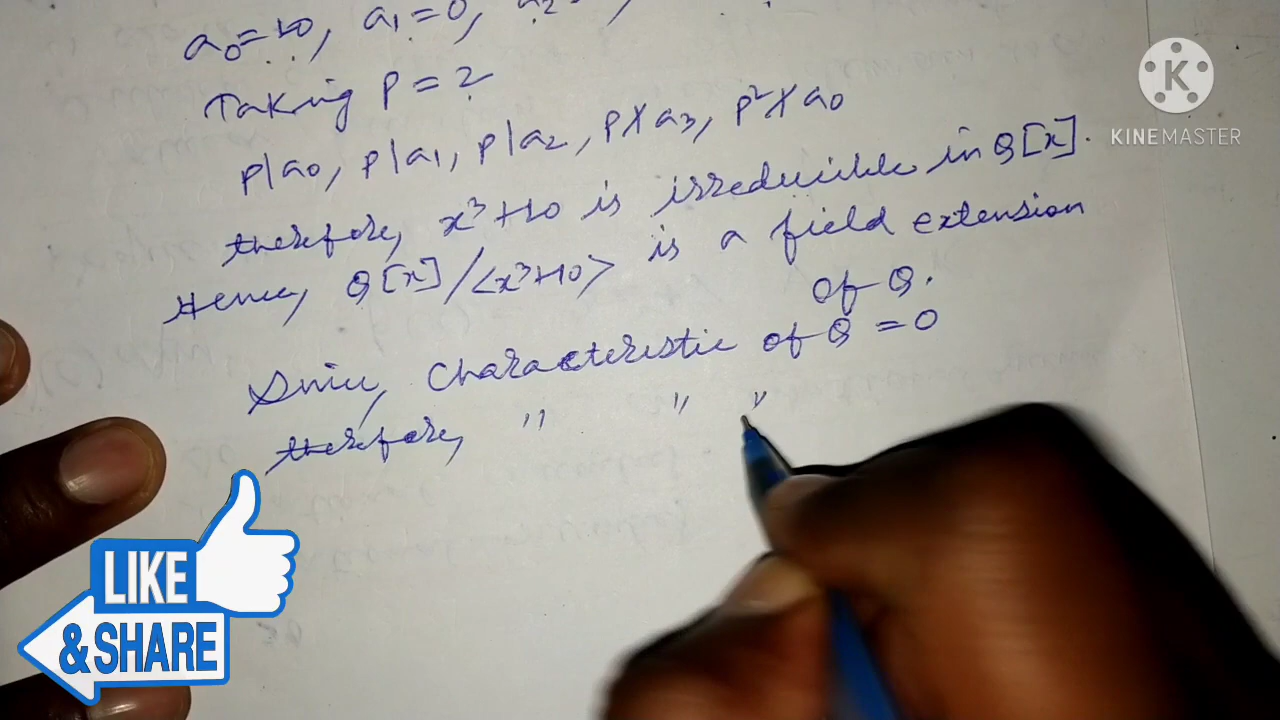 a0=10, a1=0, a2
Taking P = 2
p|a0, p|a1, p|a2, p∤a3, p²∤a0
therefore, x³+10 is irreducible in Q[x].
Hence, Q[x]/<x³+10> is a field extension
of Q.
Since, Characteristic of Q = 0
therefore, " " "
K
KINEMASTER
LIKE
& SHARE